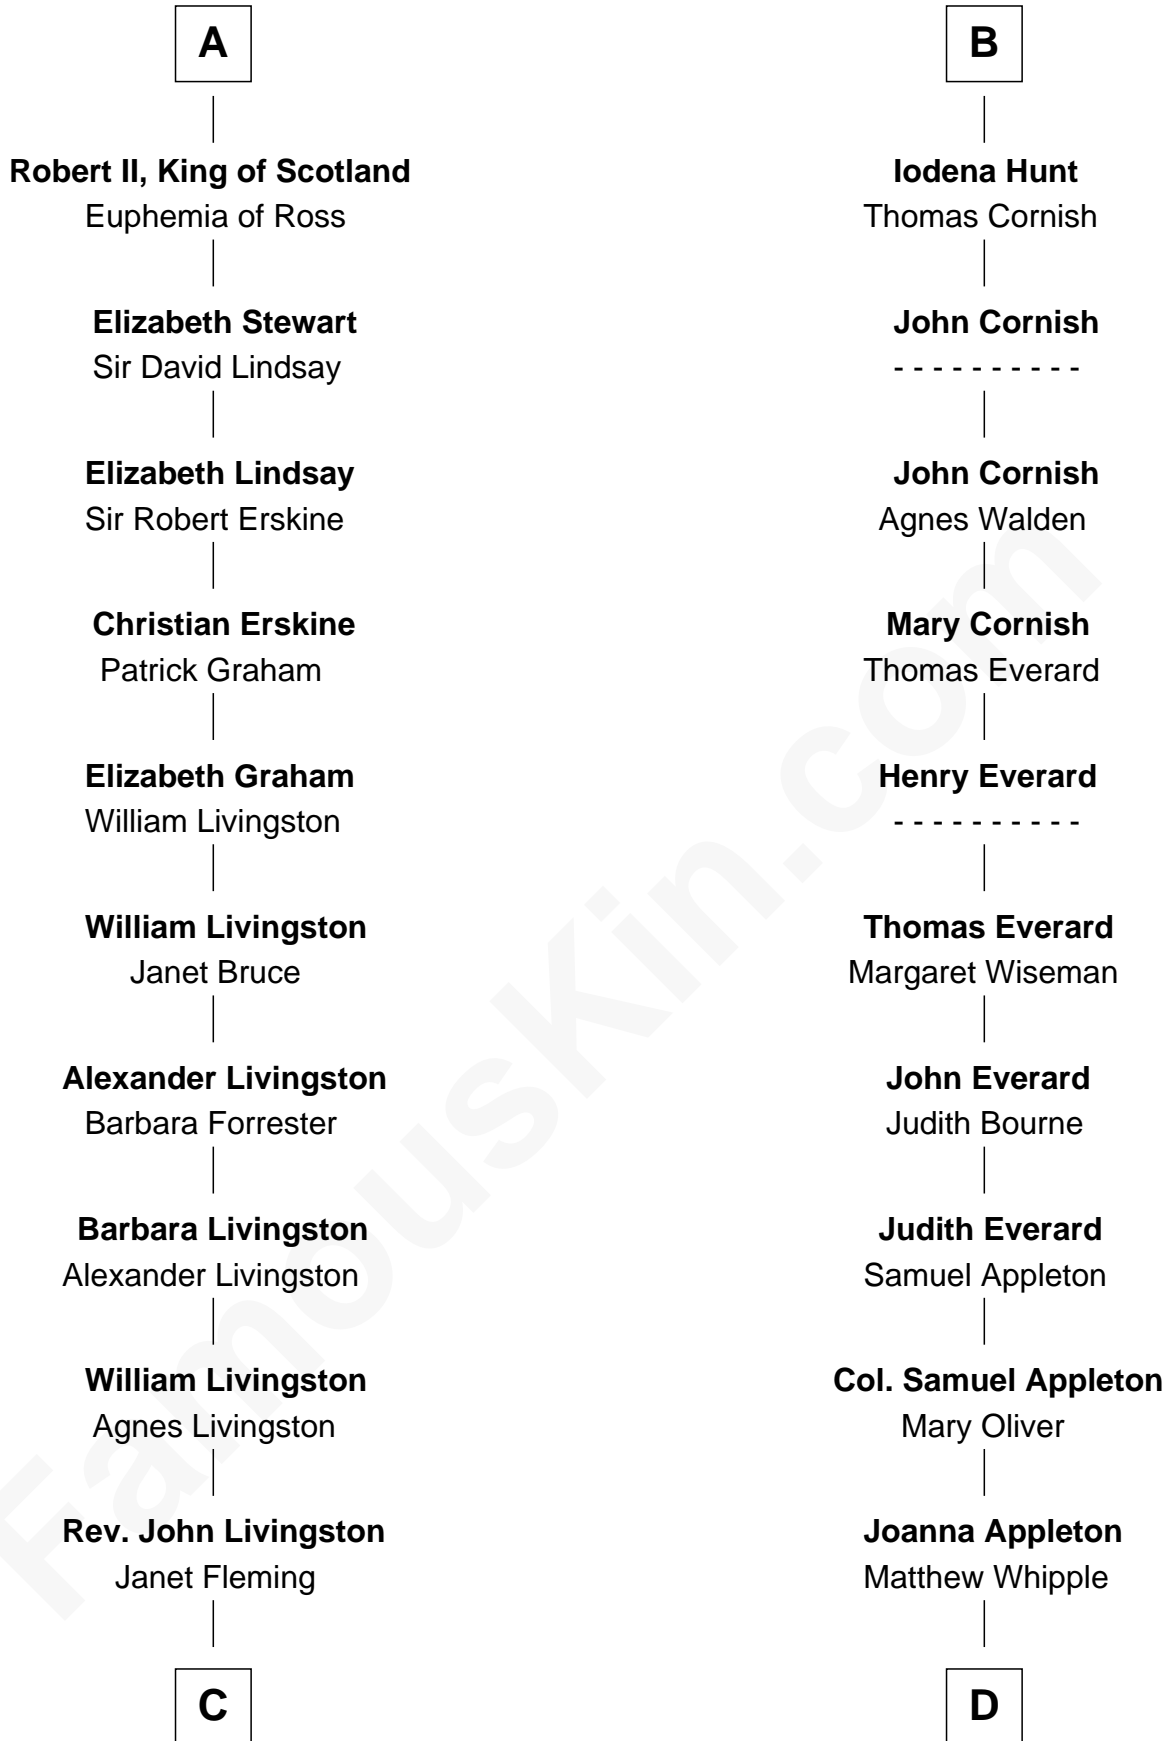 A
Robert II, King of Scotland
Euphemia of Ross
Elizabeth Stewart
Sir David Lindsay
Elizabeth Lindsay
Sir Robert Erskine
Christian Erskine
Patrick Graham
Elizabeth Graham
William Livingston
William Livingston
Janet Bruce
Alexander Livingston
Barbara Forrester
Barbara Livingston
Alexander Livingston
William Livingston
Agnes Livingston
Rev. John Livingston
Janet Fleming
C
B
Iodena Hunt
Thomas Cornish
John Cornish
- - - - - - - - - -
John Cornish
Agnes Walden
Mary Cornish
Thomas Everard
Henry Everard
- - - - - - - - - -
Thomas Everard
Margaret Wiseman
John Everard
Judith Bourne
Judith Everard
Samuel Appleton
Col. Samuel Appleton
Mary Oliver
Joanna Appleton
Matthew Whipple
D
FamousKin.com